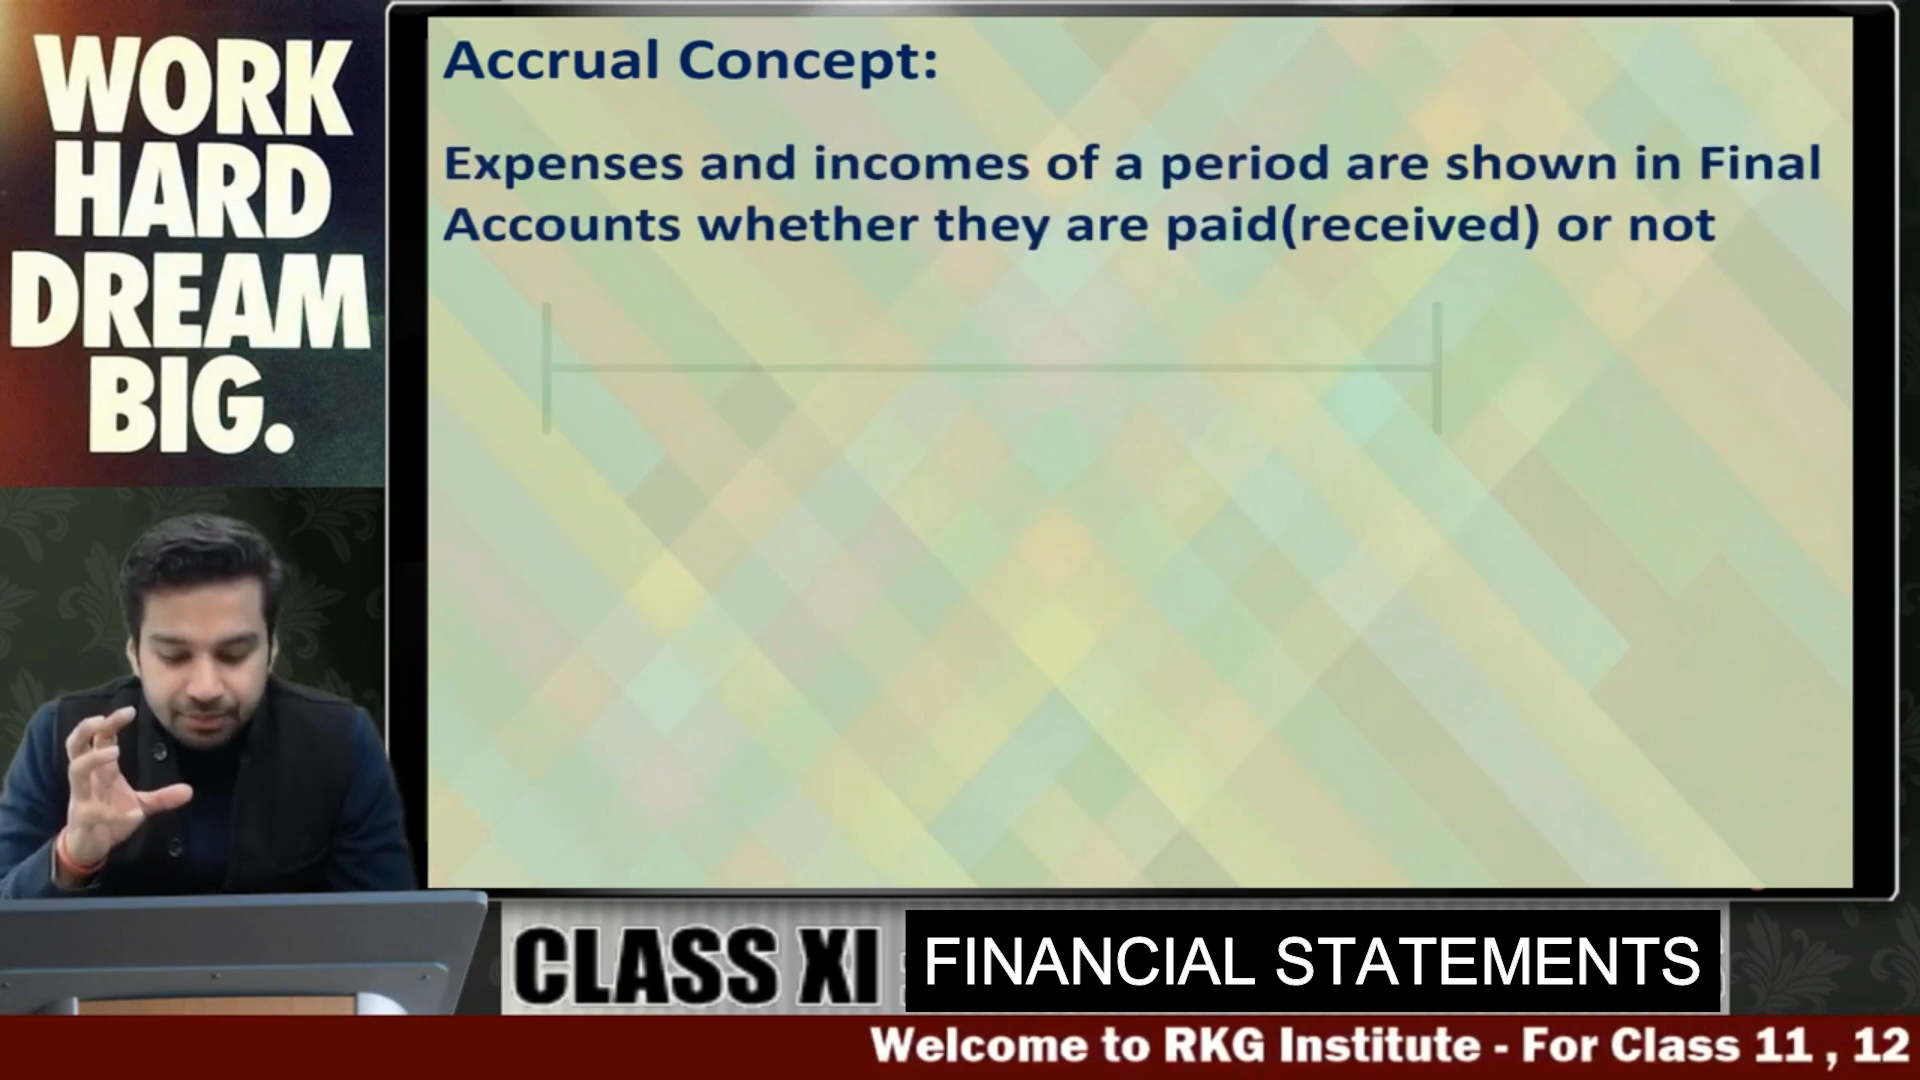 WORK
HARD
DREAM
BIG.
Accrual Concept:
Expenses and incomes of a period are shown in Final
Accounts whether they are paid(received) or not
CLASS XI
FINANCIAL STATEMENTS
Welcome to RKG Institute - For Class 11 , 12